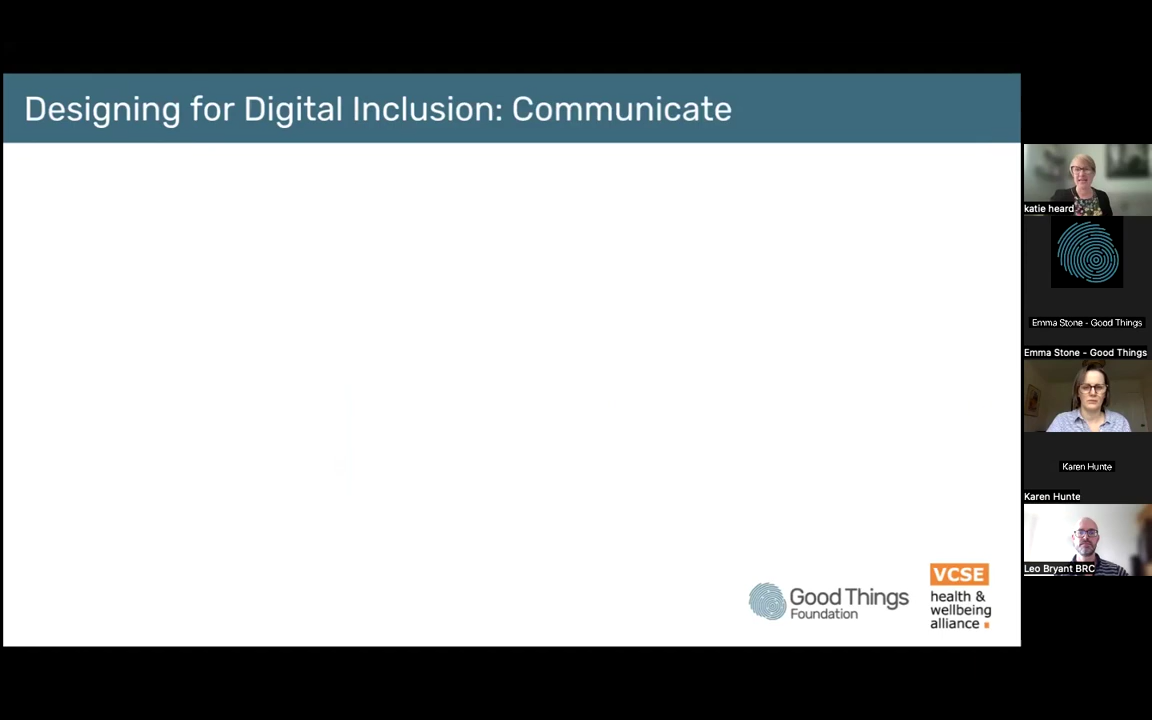 Designing for Digital Inclusion: Communicate
katie heard
Emma Stone - Good Things
Emma Stone - Good Things
Karen Hunte
Karen Hunte
Leo Bryant BRC
Good Things
Foundation
VCSE
health &
wellbeing
alliance